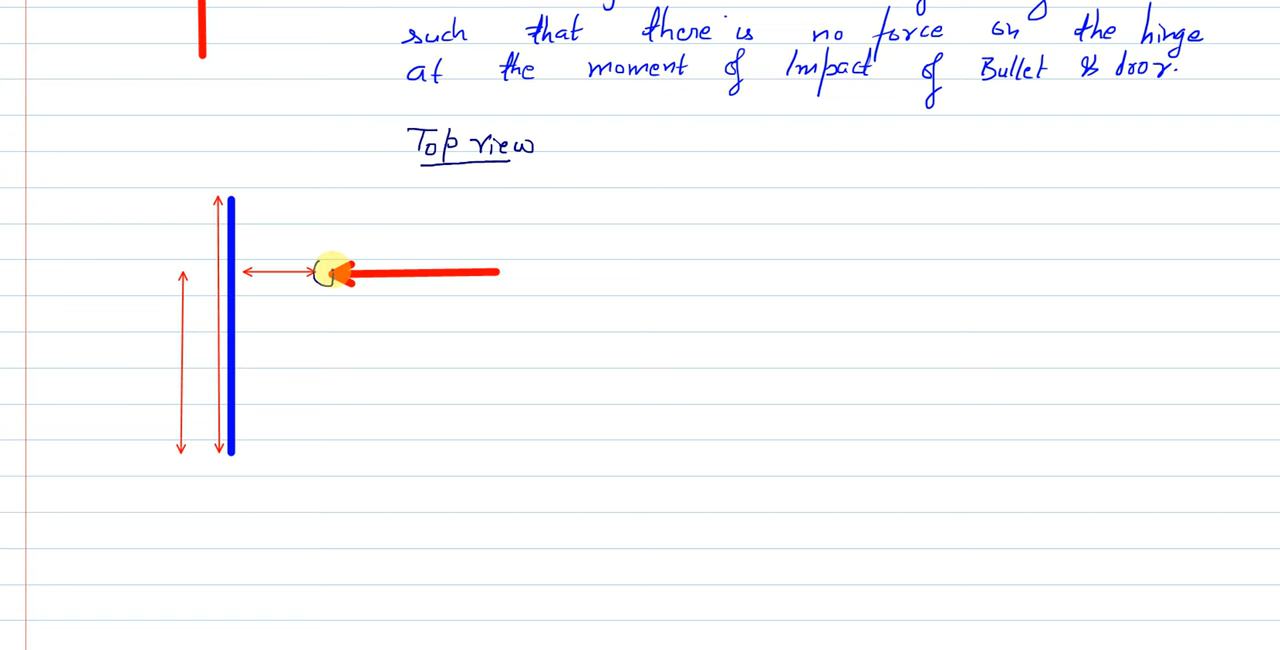 such that there is no force on the hinge
at the moment of Impact of Bullet & door.
Top view